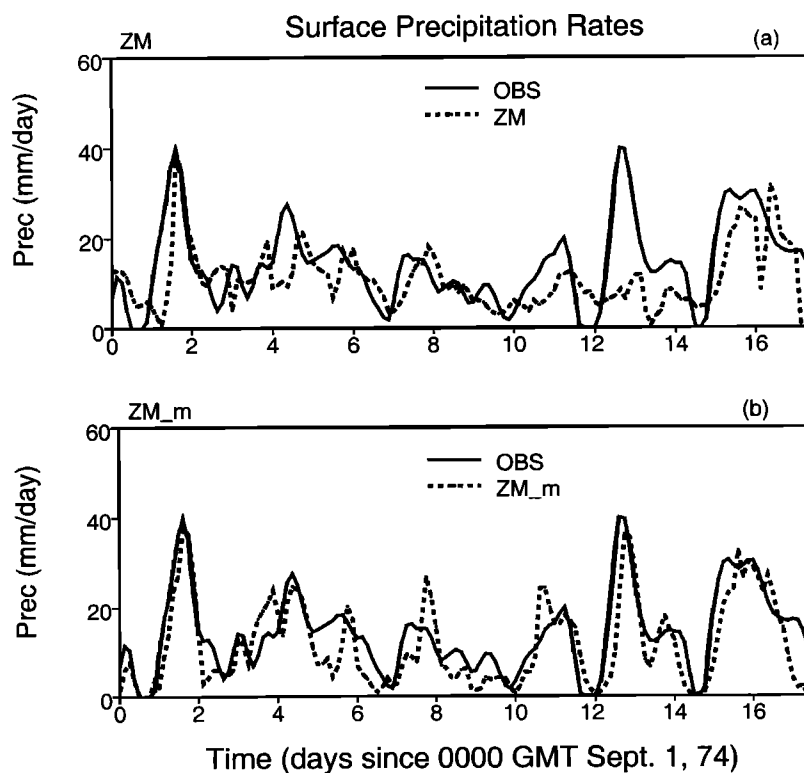 Surface Precipitation Rates
ZM
(a)
60
OBS
ZM
40
20
0
Prec (mm/day)
0 2 4 6 8 10 12 14 16
ZM_m
(b)
60
OBS
ZM_m
40
20
0
Prec (mm/day)
0 2 4 6 8 10 12 14 16
Time (days since 0000 GMT Sept. 1, 74)